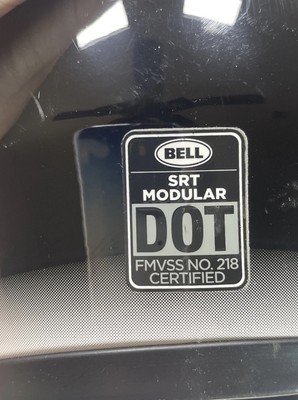 BELL
SRT
MODULAR
DOT
FMVSS NO. 218
CERTIFIED